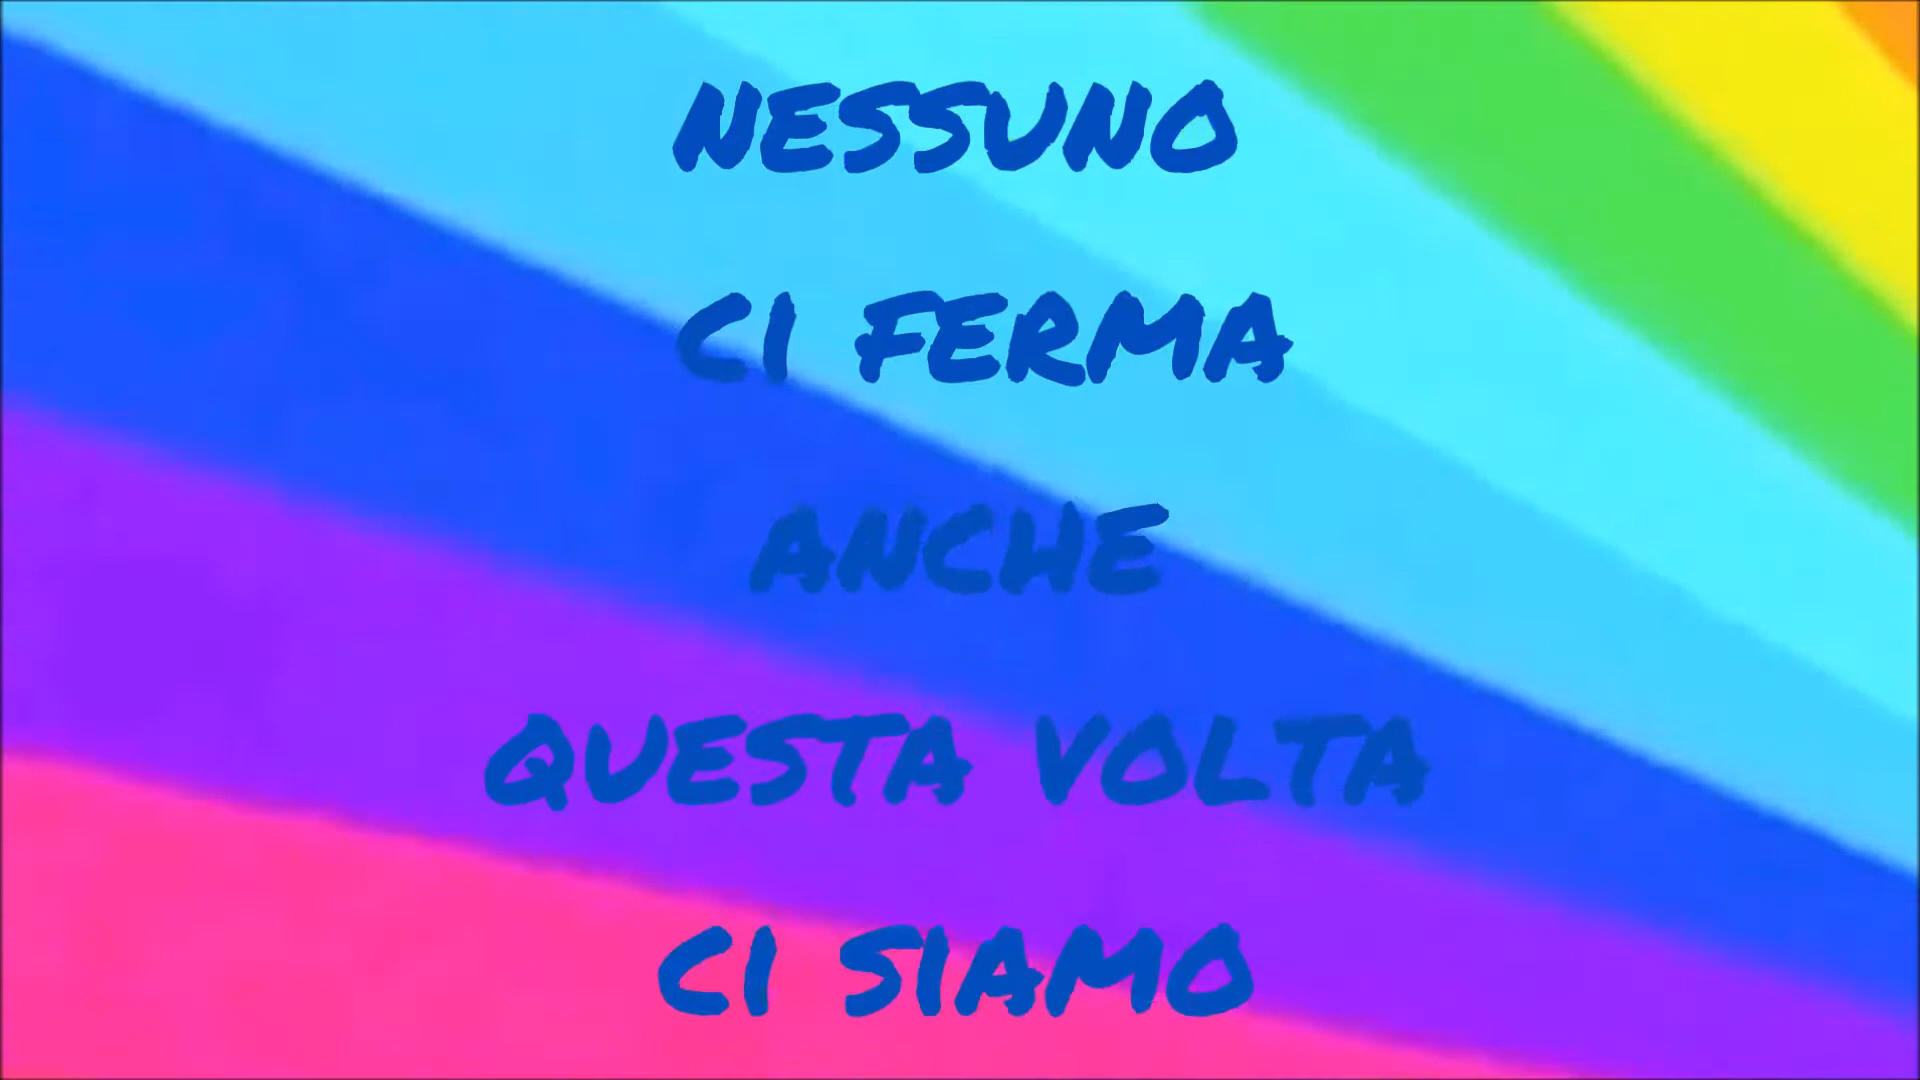 NESSUNO
CI FERMA
ANCHE
QUESTA VOLTA
CI SIAMO